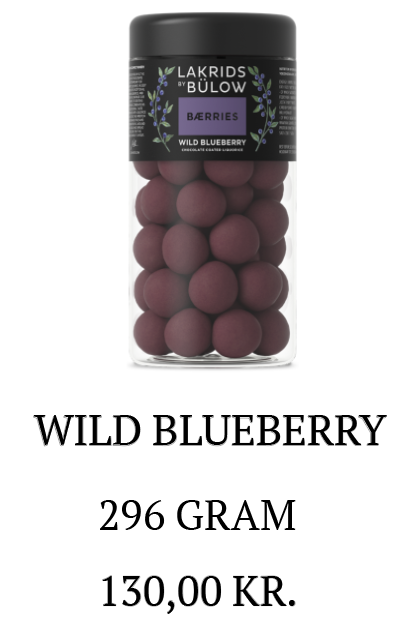 LAKRIDS
BY BÜLOW
BÆRRIES
WILD BLUEBERRY
CHOCOLATE COATED LIQUORICE
WILD BLUEBERRY
296 GRAM
130,00 KR.